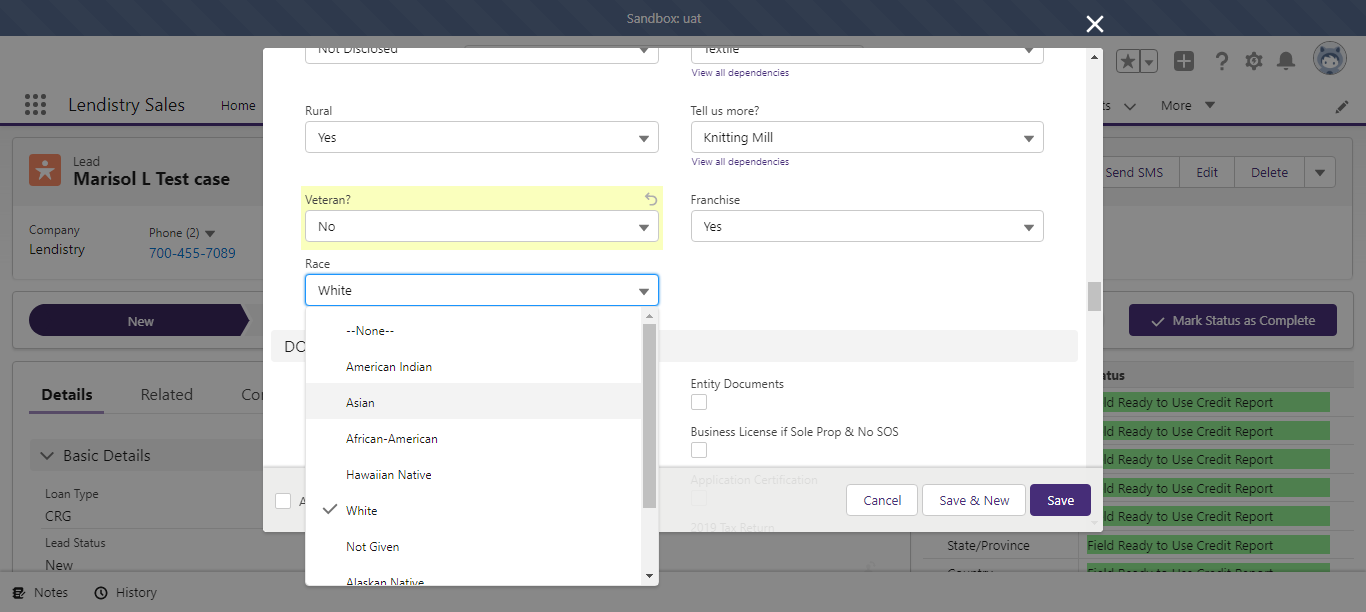 Sandbox: uat
Lendistry Sales
Home
More
Not Disclosed
Textile
View all dependencies
Rural
Yes
Tell us more?
Knitting Mill
View all dependencies
Veteran?
No
Franchise
Yes
Race
White
--None--
American Indian
Asian
African-American
Hawaiian Native
White
Not Given
Alaskan Native
DO
Entity Documents
Business License if Sole Prop & No SOS
Application Certification
2019 Tax Return
Cancel
Save & New
Save
Lead
Marisol L Test case
Send SMS
Edit
Delete
Company
Lendistry
Phone (2)
700-455-7089
New
Mark Status as Complete
Details
Related
Co
Basic Details
Loan Type
CRG
Lead Status
New
atus
ld Ready to Use Credit Report
ld Ready to Use Credit Report
ld Ready to Use Credit Report
ld Ready to Use Credit Report
ld Ready to Use Credit Report
State/Province
Field Ready to Use Credit Report
Country
Field Ready to Use Credit Report
Notes
History